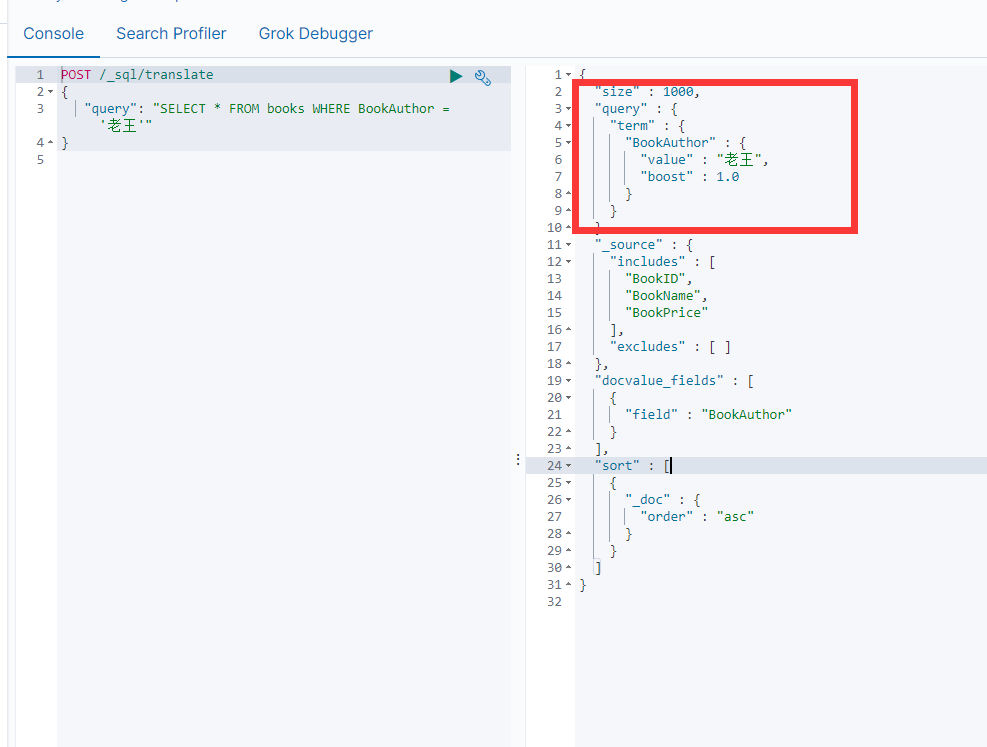 Console Search Profiler Grok Debugger
1 POST /_sql/translate
2 {
3 "query": "SELECT * FROM books WHERE BookAuthor =
'老王'"
4 }
5
1 {
2 "size" : 1000,
3 "query" : {
4 "term" : {
5 "BookAuthor" : {
6 "value" : "老王",
7 "boost" : 1.0
8 }
9 }
10 },
11 "_source" : {
12 "includes" : [
13 "BookID",
14 "BookName",
15 "BookPrice"
16 ],
17 "excludes" : [ ]
18 },
19 "docvalue_fields" : [
20 {
21 "field" : "BookAuthor"
22 }
23 ],
24 "sort" : [
25 {
26 "_doc" : {
27 "order" : "asc"
28 }
29 }
30 ]
31 }
32